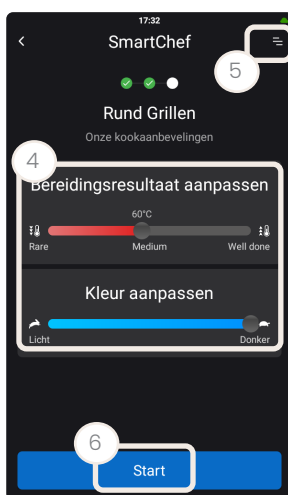 17:32
SmartChef
5
Rund Grillen
Onze kookaanbevelingen
4
Bereidingsresultaat aanpassen
60°C
Rare Medium Well done
Kleur aanpassen
Licht Donker
6
Start